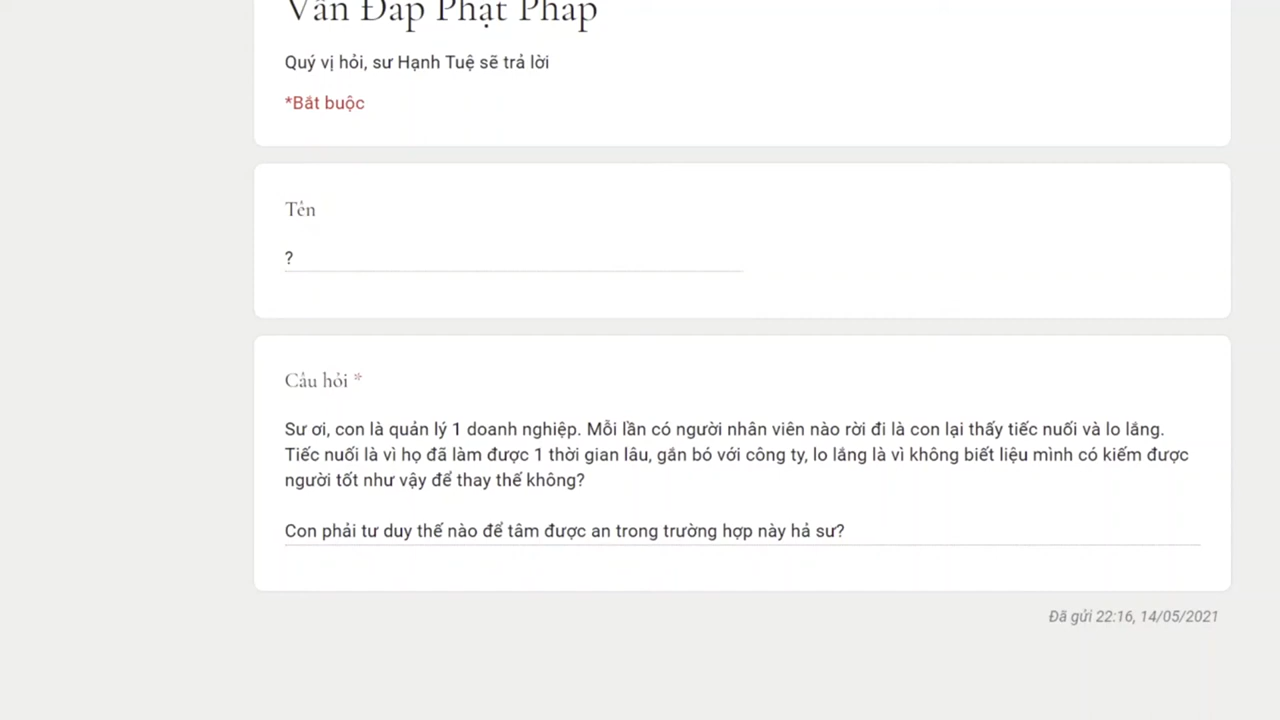 Vấn Đáp Phật Pháp
Quý vị hỏi, sư Hạnh Tuệ sẽ trả lời
*Bắt buộc
Tên
?
Câu hỏi *
Sư ơi, con là quản lý 1 doanh nghiệp. Mỗi lần có người nhân viên nào rời đi là con lại thấy tiếc nuối và lo lắng.
Tiếc nuối là vì họ đã làm được 1 thời gian lâu, gắn bó với công ty, lo lắng là vì không biết liệu mình có kiếm được
người tốt như vậy để thay thế không?
Con phải tư duy thế nào để tâm được an trong trường hợp này hả sư?
Đã gửi 22:16, 14/05/2021